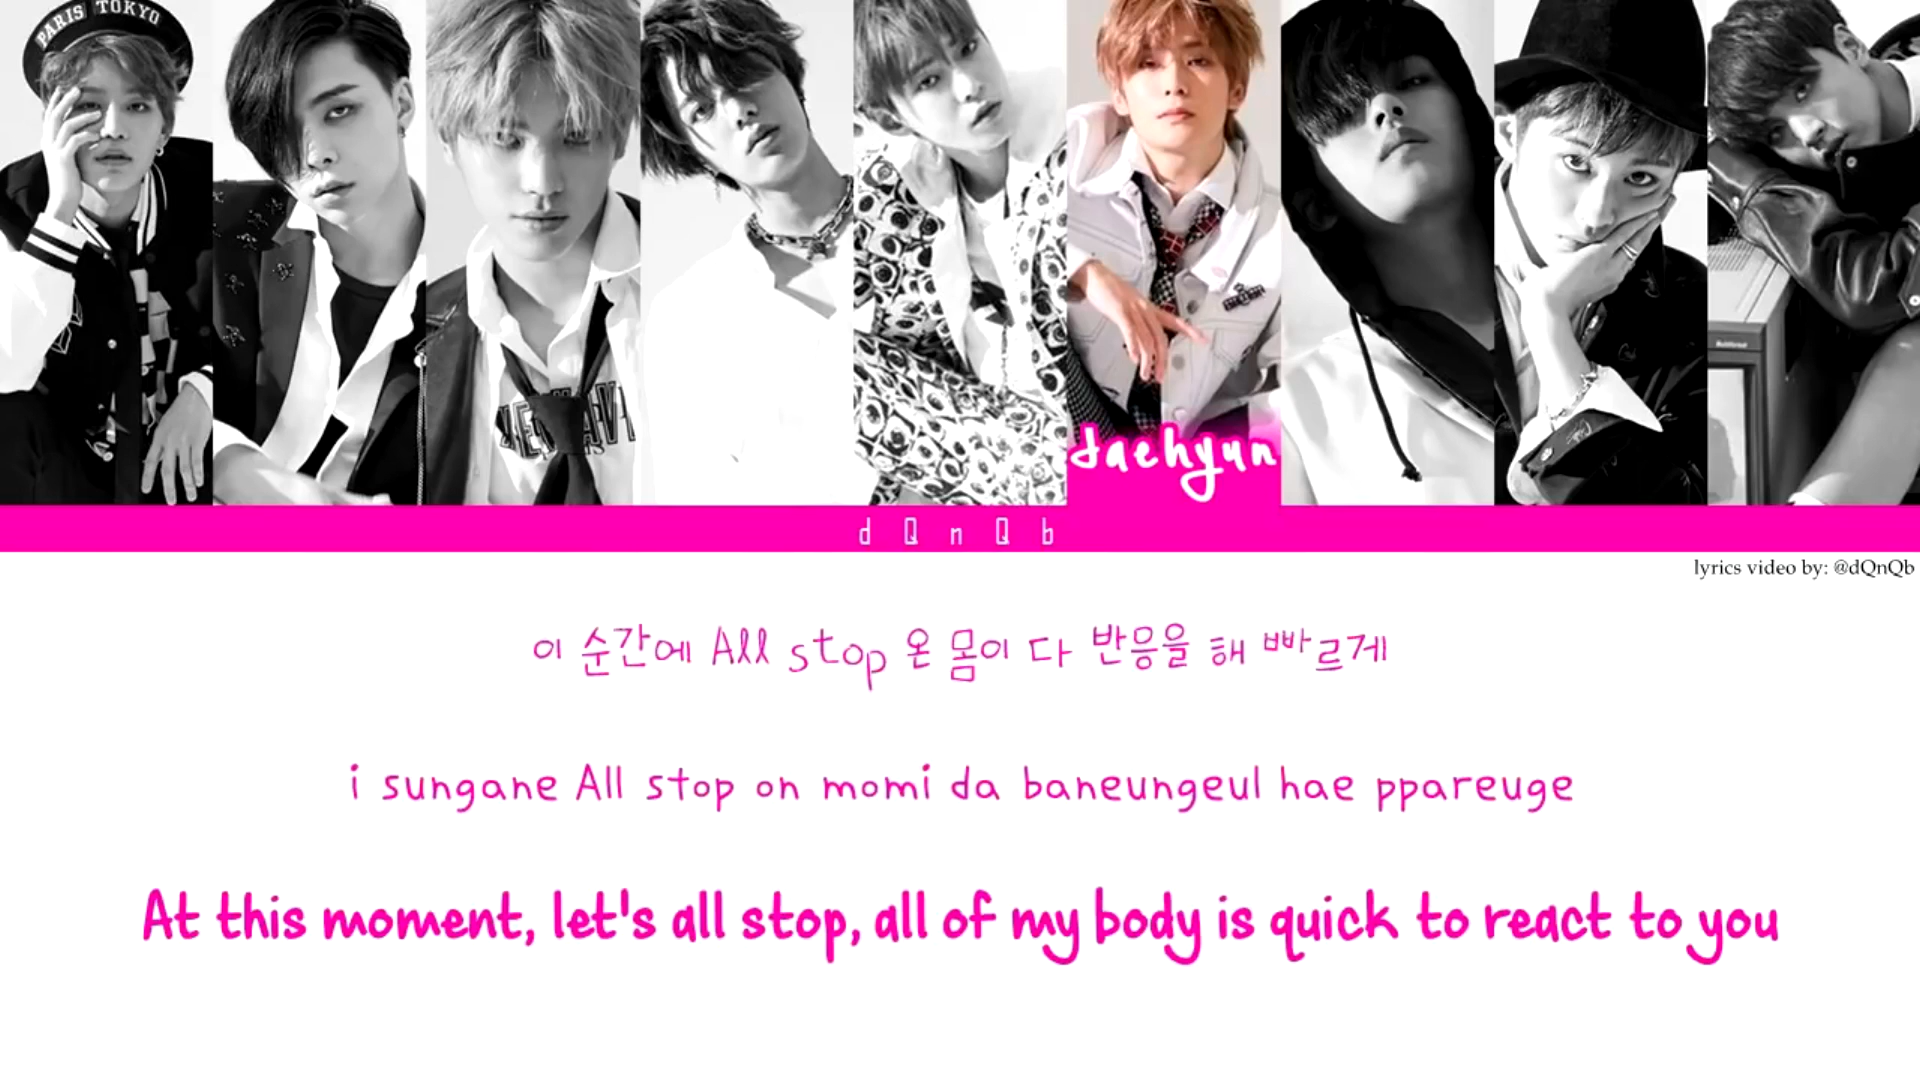 PARIS TOKYO
Jaehyun
d Q n Q b
lyrics video by: @dQnQb
이 순간에 All stop 온 몸이 다 반응을 해 빠르게
i sungane All stop on momi da baneungeul hae ppareuge
At this moment, let's all stop, all of my body is quick to react to you